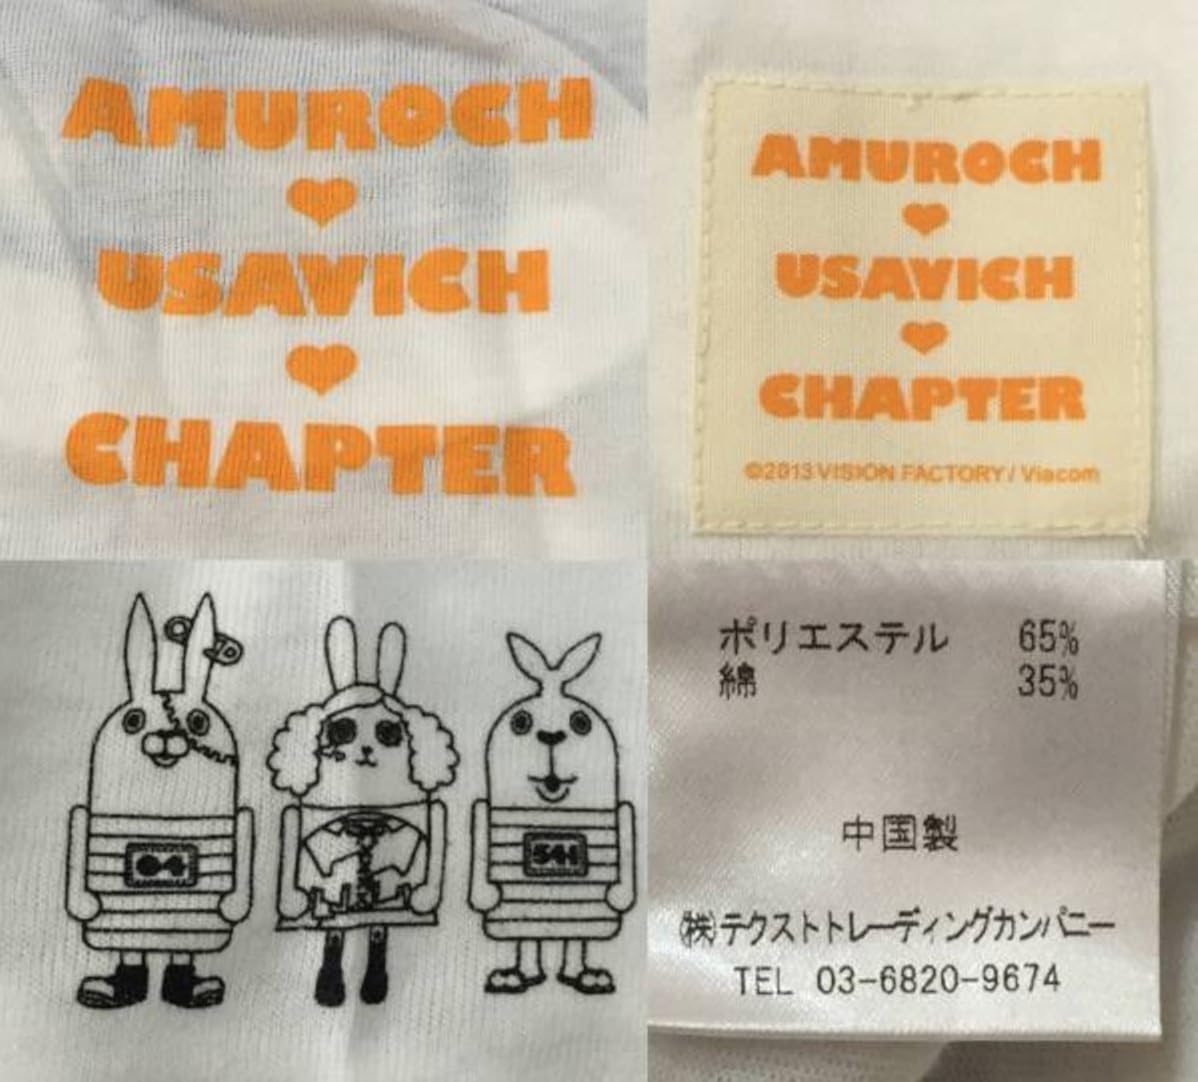 AMUROCH
USAVICH
CHAPTER
AMUROCH
USAVICH
CHAPTER
©2013 VISION FACTORY / Viacom
04
541
ポリエステル 65%
綿 35%
中国製
㈱テクストトレーディングカンパニー
TEL 03-6820-9674